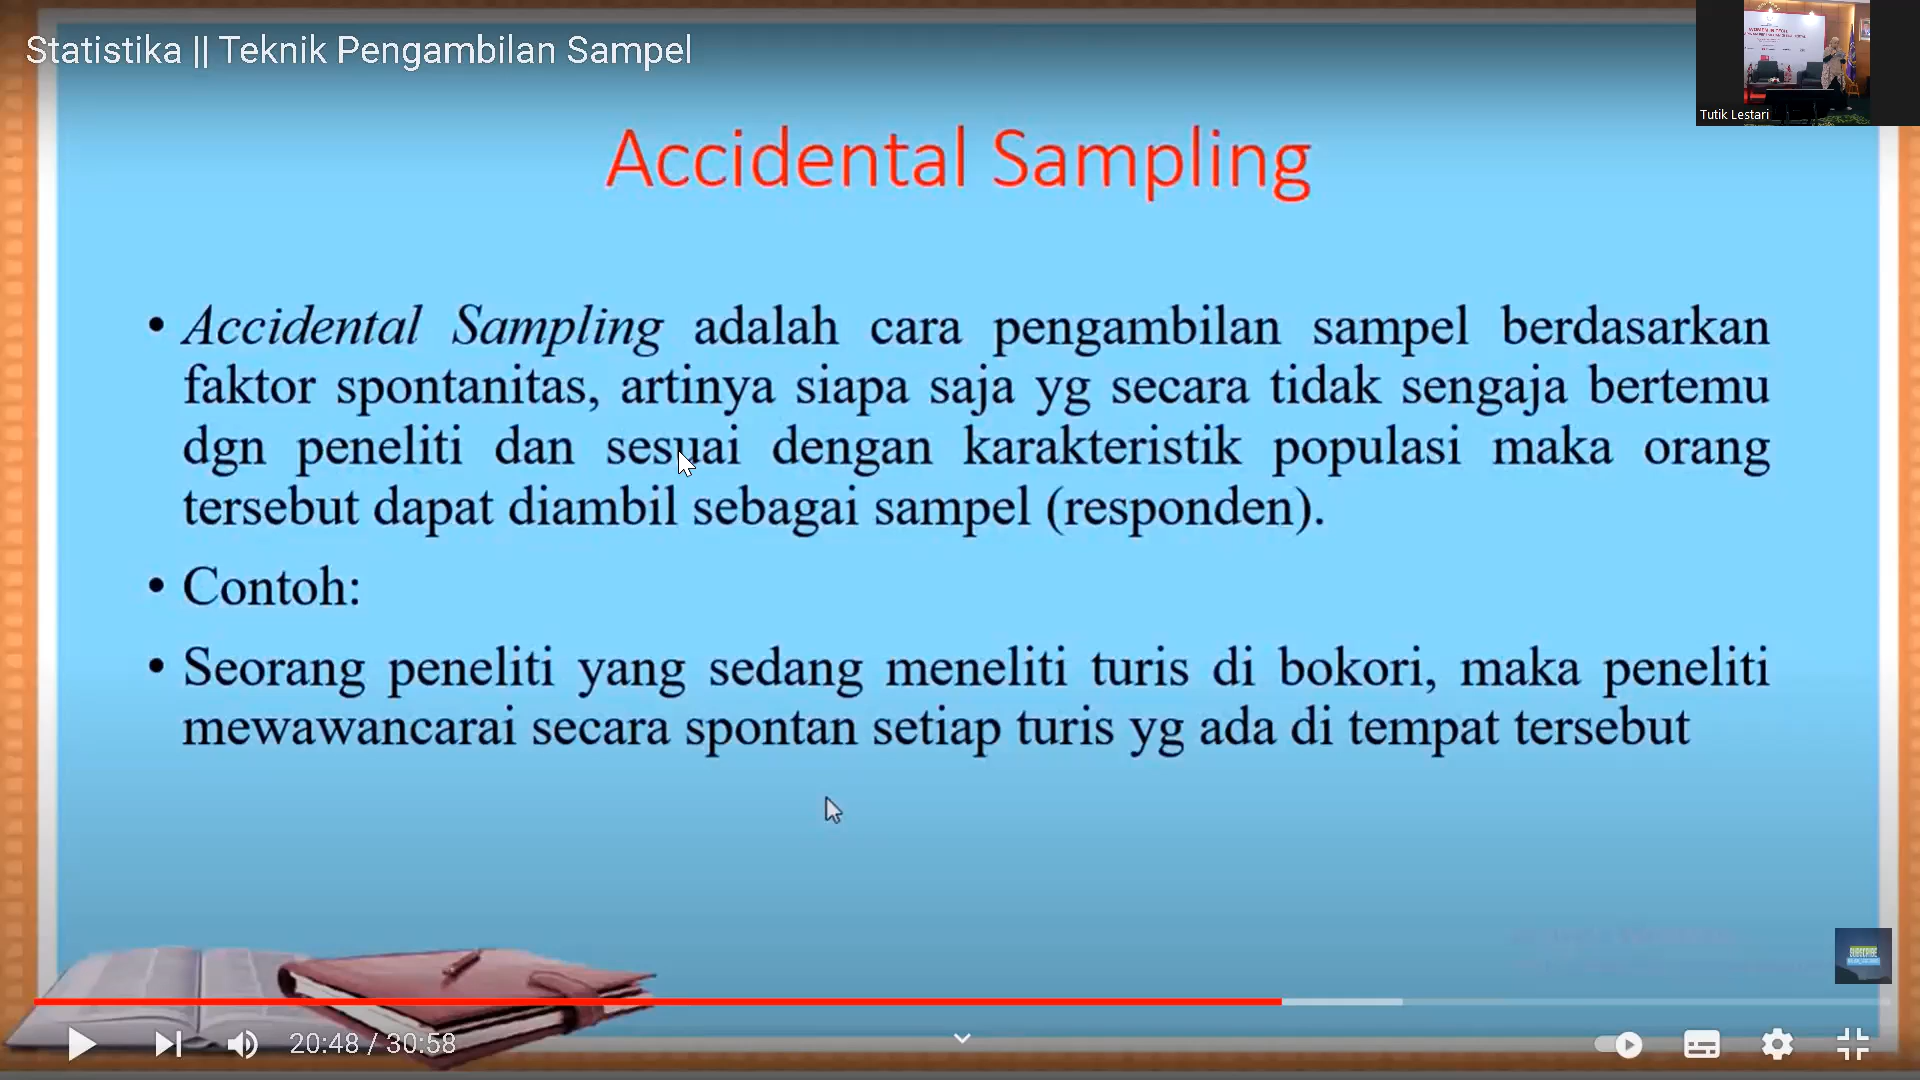 Statistika || Teknik Pengambilan Sampel
Tutik Lestari
Accidental Sampling
• Accidental Sampling adalah cara pengambilan sampel berdasarkan
faktor spontanitas, artinya siapa saja yg secara tidak sengaja bertemu
dgn peneliti dan sesuai dengan karakteristik populasi maka orang
tersebut dapat diambil sebagai sampel (responden).
• Contoh:
• Seorang peneliti yang sedang meneliti turis di bokori, maka peneliti
mewawancarai secara spontan setiap turis yg ada di tempat tersebut
SUBSCRIBE
20:48 / 30:58